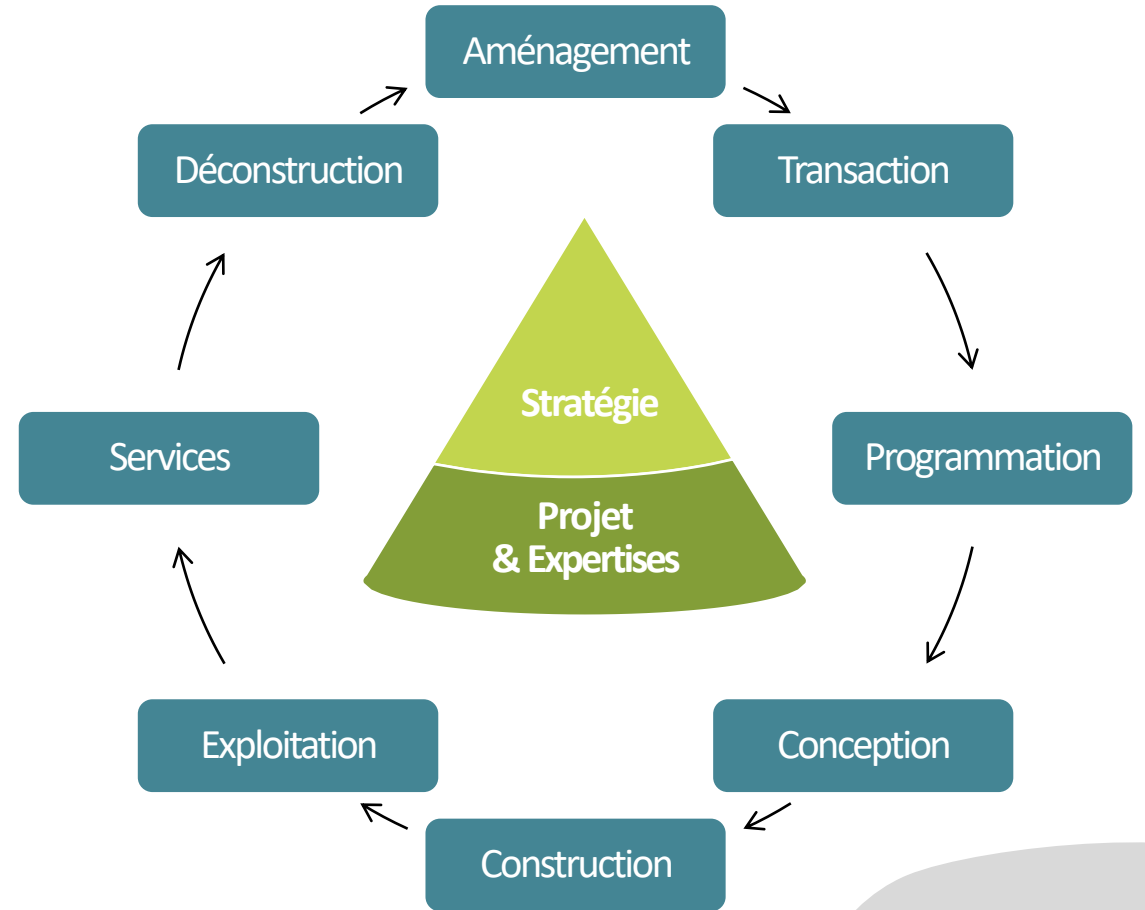 Aménagement
Transaction
Programmation
Conception
Construction
Exploitation
Services
Déconstruction
Stratégie
Projet
& Expertises